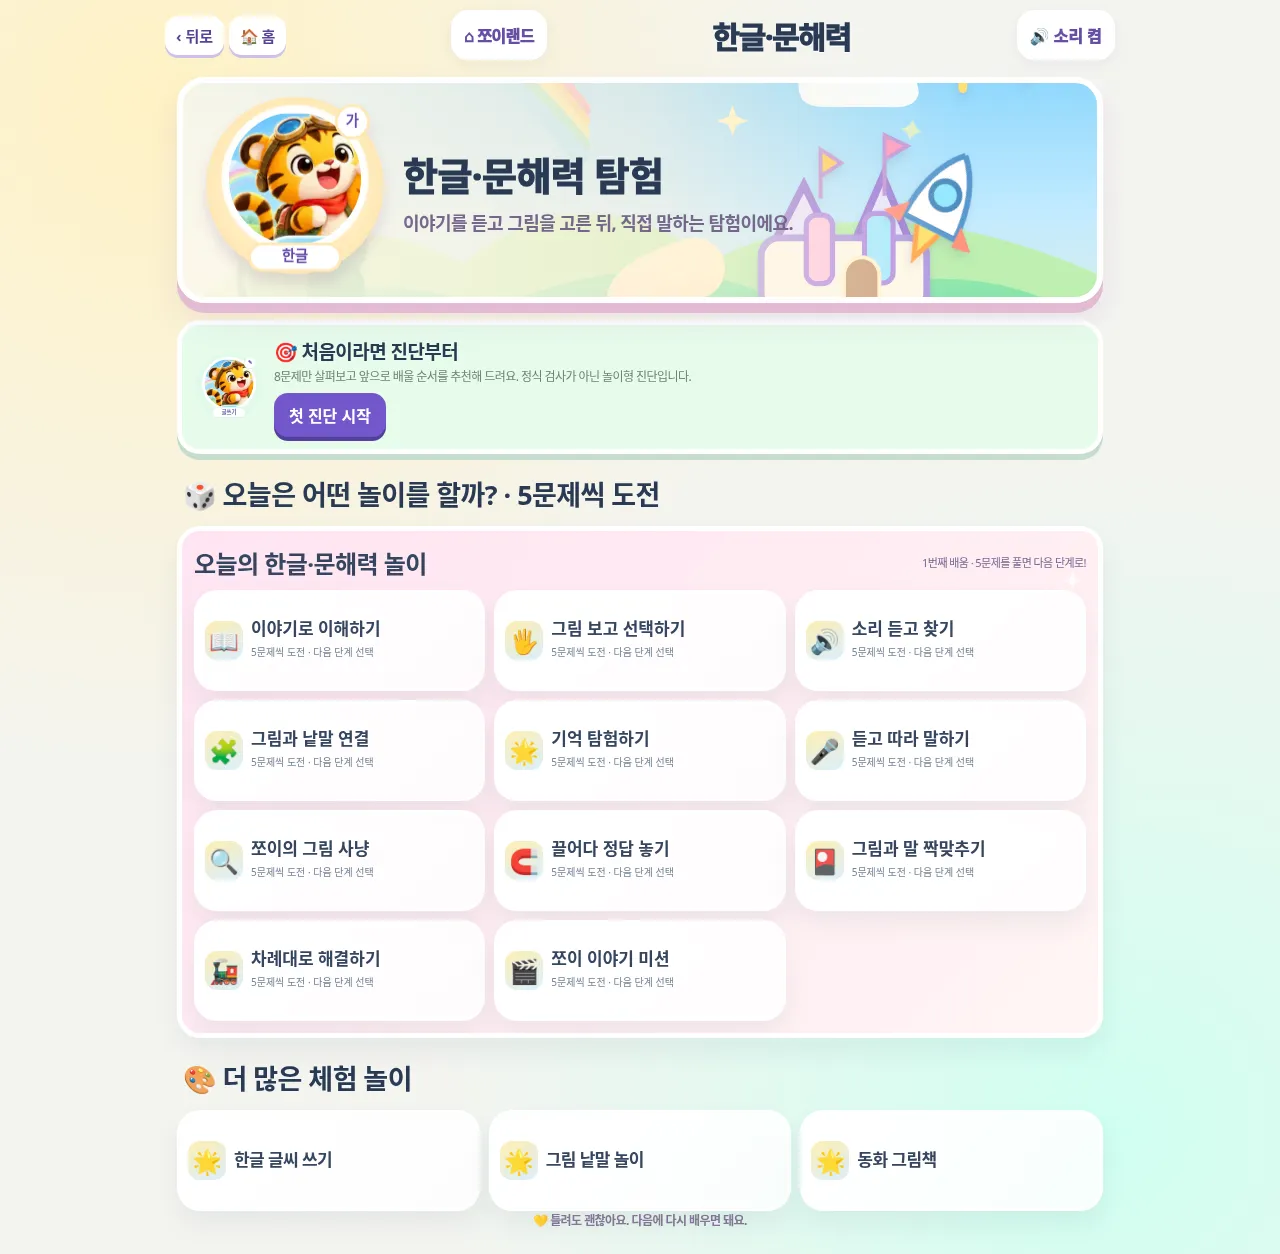 ‹ 뒤로
🏠 홈
⌂ 쪼이랜드
한글·문해력
🔊 소리 켬
가
한글
한글·문해력 탐험
이야기를 듣고 그림을 고른 뒤, 직접 말하는 탐험이에요.
글쓰기
🎯 처음이라면 진단부터
8문제만 살펴보고 앞으로 배울 순서를 추천해 드려요. 정식 검사가 아닌 놀이형 진단입니다.
첫 진단 시작
🎲 오늘은 어떤 놀이를 할까? · 5문제씩 도전
오늘의 한글·문해력 놀이
1번째 배움 · 5문제를 풀면 다음 단계로!
이야기로 이해하기
5문제씩 도전 · 다음 단계 선택
그림 보고 선택하기
5문제씩 도전 · 다음 단계 선택
소리 듣고 찾기
5문제씩 도전 · 다음 단계 선택
그림과 낱말 연결
5문제씩 도전 · 다음 단계 선택
기억 탐험하기
5문제씩 도전 · 다음 단계 선택
듣고 따라 말하기
5문제씩 도전 · 다음 단계 선택
쪼이의 그림 사냥
5문제씩 도전 · 다음 단계 선택
끌어다 정답 놓기
5문제씩 도전 · 다음 단계 선택
그림과 말 짝맞추기
5문제씩 도전 · 다음 단계 선택
차례대로 해결하기
5문제씩 도전 · 다음 단계 선택
쪼이 이야기 미션
5문제씩 도전 · 다음 단계 선택
🎨 더 많은 체험 놀이
한글 글씨 쓰기
그림 낱말 놀이
동화 그림책
💛 틀려도 괜찮아요. 다음에 다시 배우면 돼요.